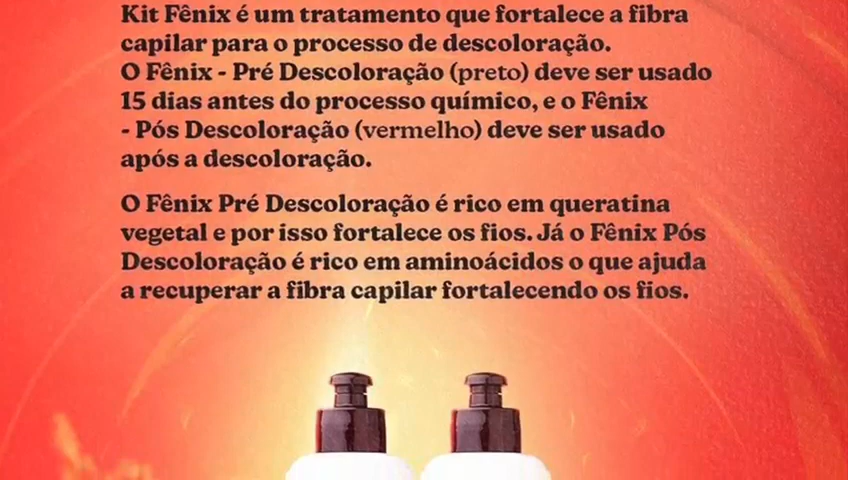 Kit Fênix é um tratamento que fortalece a fibra
capilar para o processo de descoloração.
O Fênix - Pré Descoloração (preto) deve ser usado
15 dias antes do processo químico, e o Fênix
- Pós Descoloração (vermelho) deve ser usado
após a descoloração.
O Fênix Pré Descoloração é rico em queratina
vegetal e por isso fortalece os fios. Já o Fênix Pós
Descoloração é rico em aminoácidos o que ajuda
a recuperar a fibra capilar fortalecendo os fios.